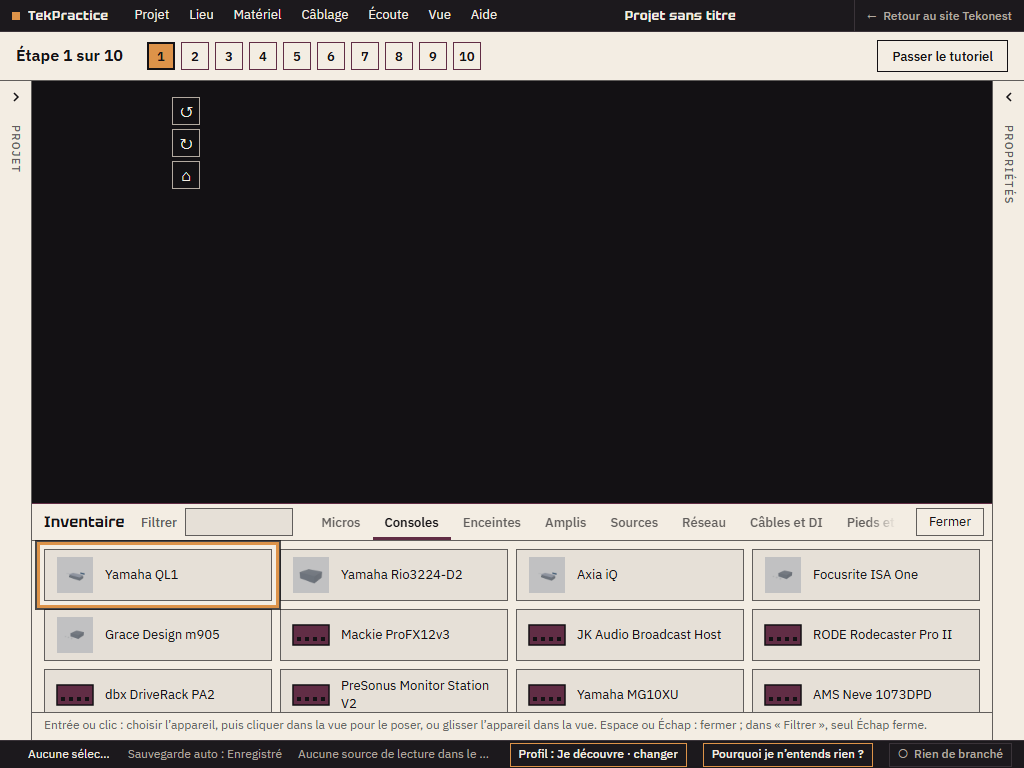 TekPractice Projet Lieu Matériel Câblage Écoute Vue Aide Projet sans titre ← Retour au site Tekonest
Étape 1 sur 10 1 2 3 4 5 6 7 8 9 10 Passer le tutoriel
PROJET
PROPRIÉTÉS
Inventaire Filtrer Micros Consoles Enceintes Amplis Sources Réseau Câbles et DI Pieds et Fermer
Yamaha QL1 Yamaha Rio3224-D2 Axia iQ Focusrite ISA One
Grace Design m905 Mackie ProFX12v3 JK Audio Broadcast Host RODE Rodecaster Pro II
dbx DriveRack PA2 PreSonus Monitor Station V2 Yamaha MG10XU AMS Neve 1073DPD
Entrée ou clic : choisir l'appareil, puis cliquer dans la vue pour le poser, ou glisser l'appareil dans la vue. Espace ou Échap : fermer ; dans « Filtrer », seul Échap ferme.
Aucune sélec... Sauvegarde auto : Enregistré Aucune source de lecture dans le ... Profil : Je découvre · changer Pourquoi je n'entends rien ? Rien de branché